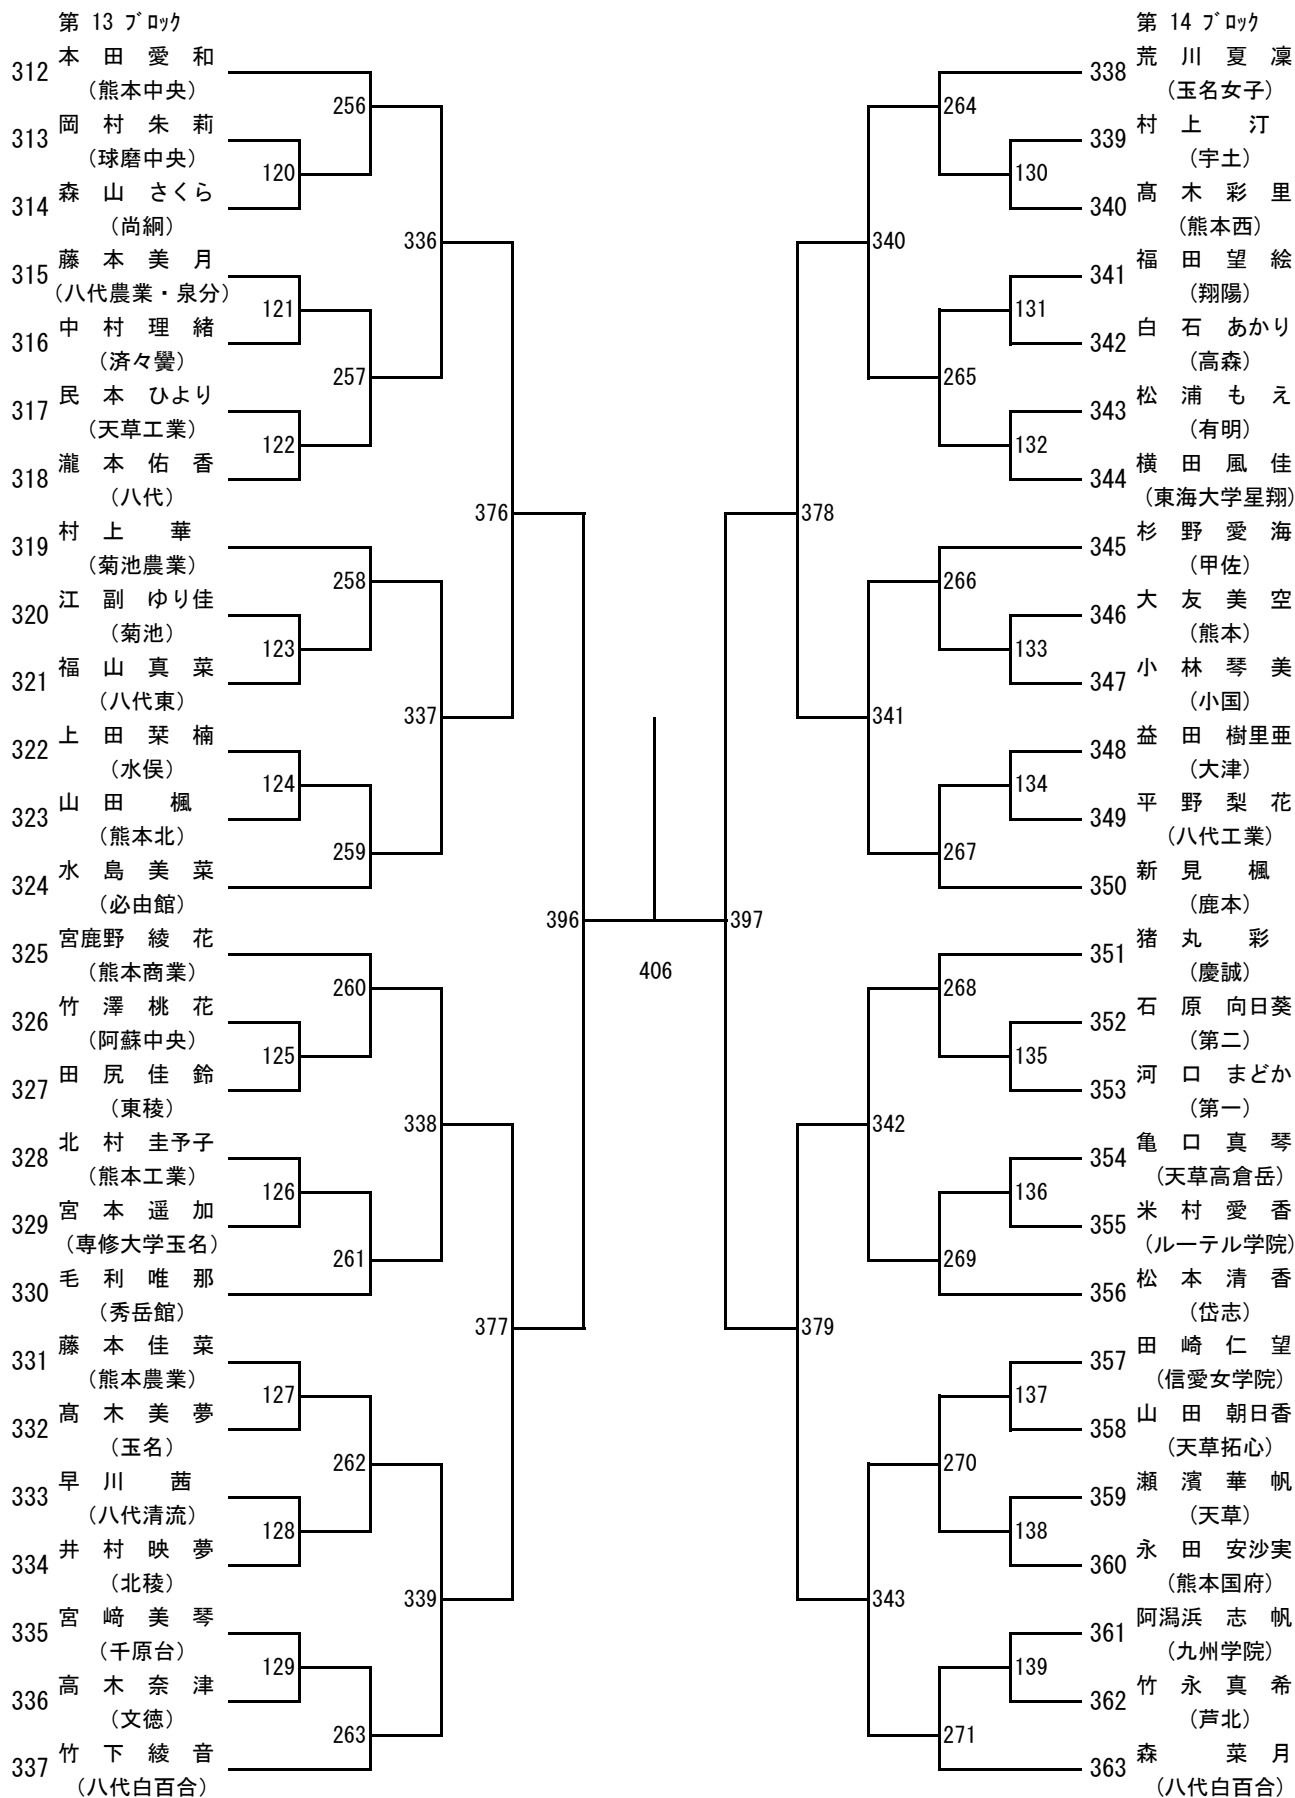 第 13 ﾌﾞﾛｯｸ
312 本 田 愛 和
（熊本中央）
313 岡 村 朱 莉
（球磨中央）
314 森 山 さくら
（尚絅）
315 藤 本 美 月
（八代農業・泉分）
316 中 村 理 緒
（済々黌）
317 民 本 ひより
（天草工業）
318 瀧 本 佑 香
（八代）
319 村 上 華
（菊池農業）
320 江 副 ゆり佳
（菊池）
321 福 山 真 菜
（八代東）
322 上 田 栞 楠
（水俣）
323 山 田 楓
（熊本北）
324 水 島 美 菜
（必由館）
325 宮鹿野 綾 花
（熊本商業）
326 竹 澤 桃 花
（阿蘇中央）
327 田 尻 佳 鈴
（東稜）
328 北 村 圭予子
（熊本工業）
329 宮 本 遥 加
（専修大学玉名）
330 毛 利 唯 那
（秀岳館）
331 藤 本 佳 菜
（熊本農業）
332 髙 木 美 夢
（玉名）
333 早 川 茜
（八代清流）
334 井 村 映 夢
（北稜）
335 宮 﨑 美 琴
（千原台）
336 高 木 奈 津
（文徳）
337 竹 下 綾 音
（八代白百合）
120
121
122
123
124
125
126
127
128
129
256
257
258
259
260
261
262
263
336
337
338
339
376
377
396
406
397
378
379
340
341
342
343
264
265
266
267
268
269
270
271
130
131
132
133
134
135
136
137
138
139
第 14 ﾌﾞﾛｯｸ
338 荒 川 夏 凜
（玉名女子）
339 村 上 汀
（宇土）
340 髙 木 彩 里
（熊本西）
341 福 田 望 絵
（翔陽）
342 白 石 あかり
（高森）
343 松 浦 も え
（有明）
344 横 田 風 佳
（東海大学星翔）
345 杉 野 愛 海
（甲佐）
346 大 友 美 空
（熊本）
347 小 林 琴 美
（小国）
348 益 田 樹里亜
（大津）
349 平 野 梨 花
（八代工業）
350 新 見 楓
（鹿本）
351 猪 丸 彩
（慶誠）
352 石 原 向日葵
（第二）
353 河 口 まどか
（第一）
354 亀 口 真 琴
（天草高倉岳）
355 米 村 愛 香
（ルーテル学院）
356 松 本 清 香
（岱志）
357 田 崎 仁 望
（信愛女学院）
358 山 田 朝日香
（天草拓心）
359 瀬 濱 華 帆
（天草）
360 永 田 安沙実
（熊本国府）
361 阿潟浜 志 帆
（九州学院）
362 竹 永 真 希
（芦北）
363 森 菜 月
（八代白百合）